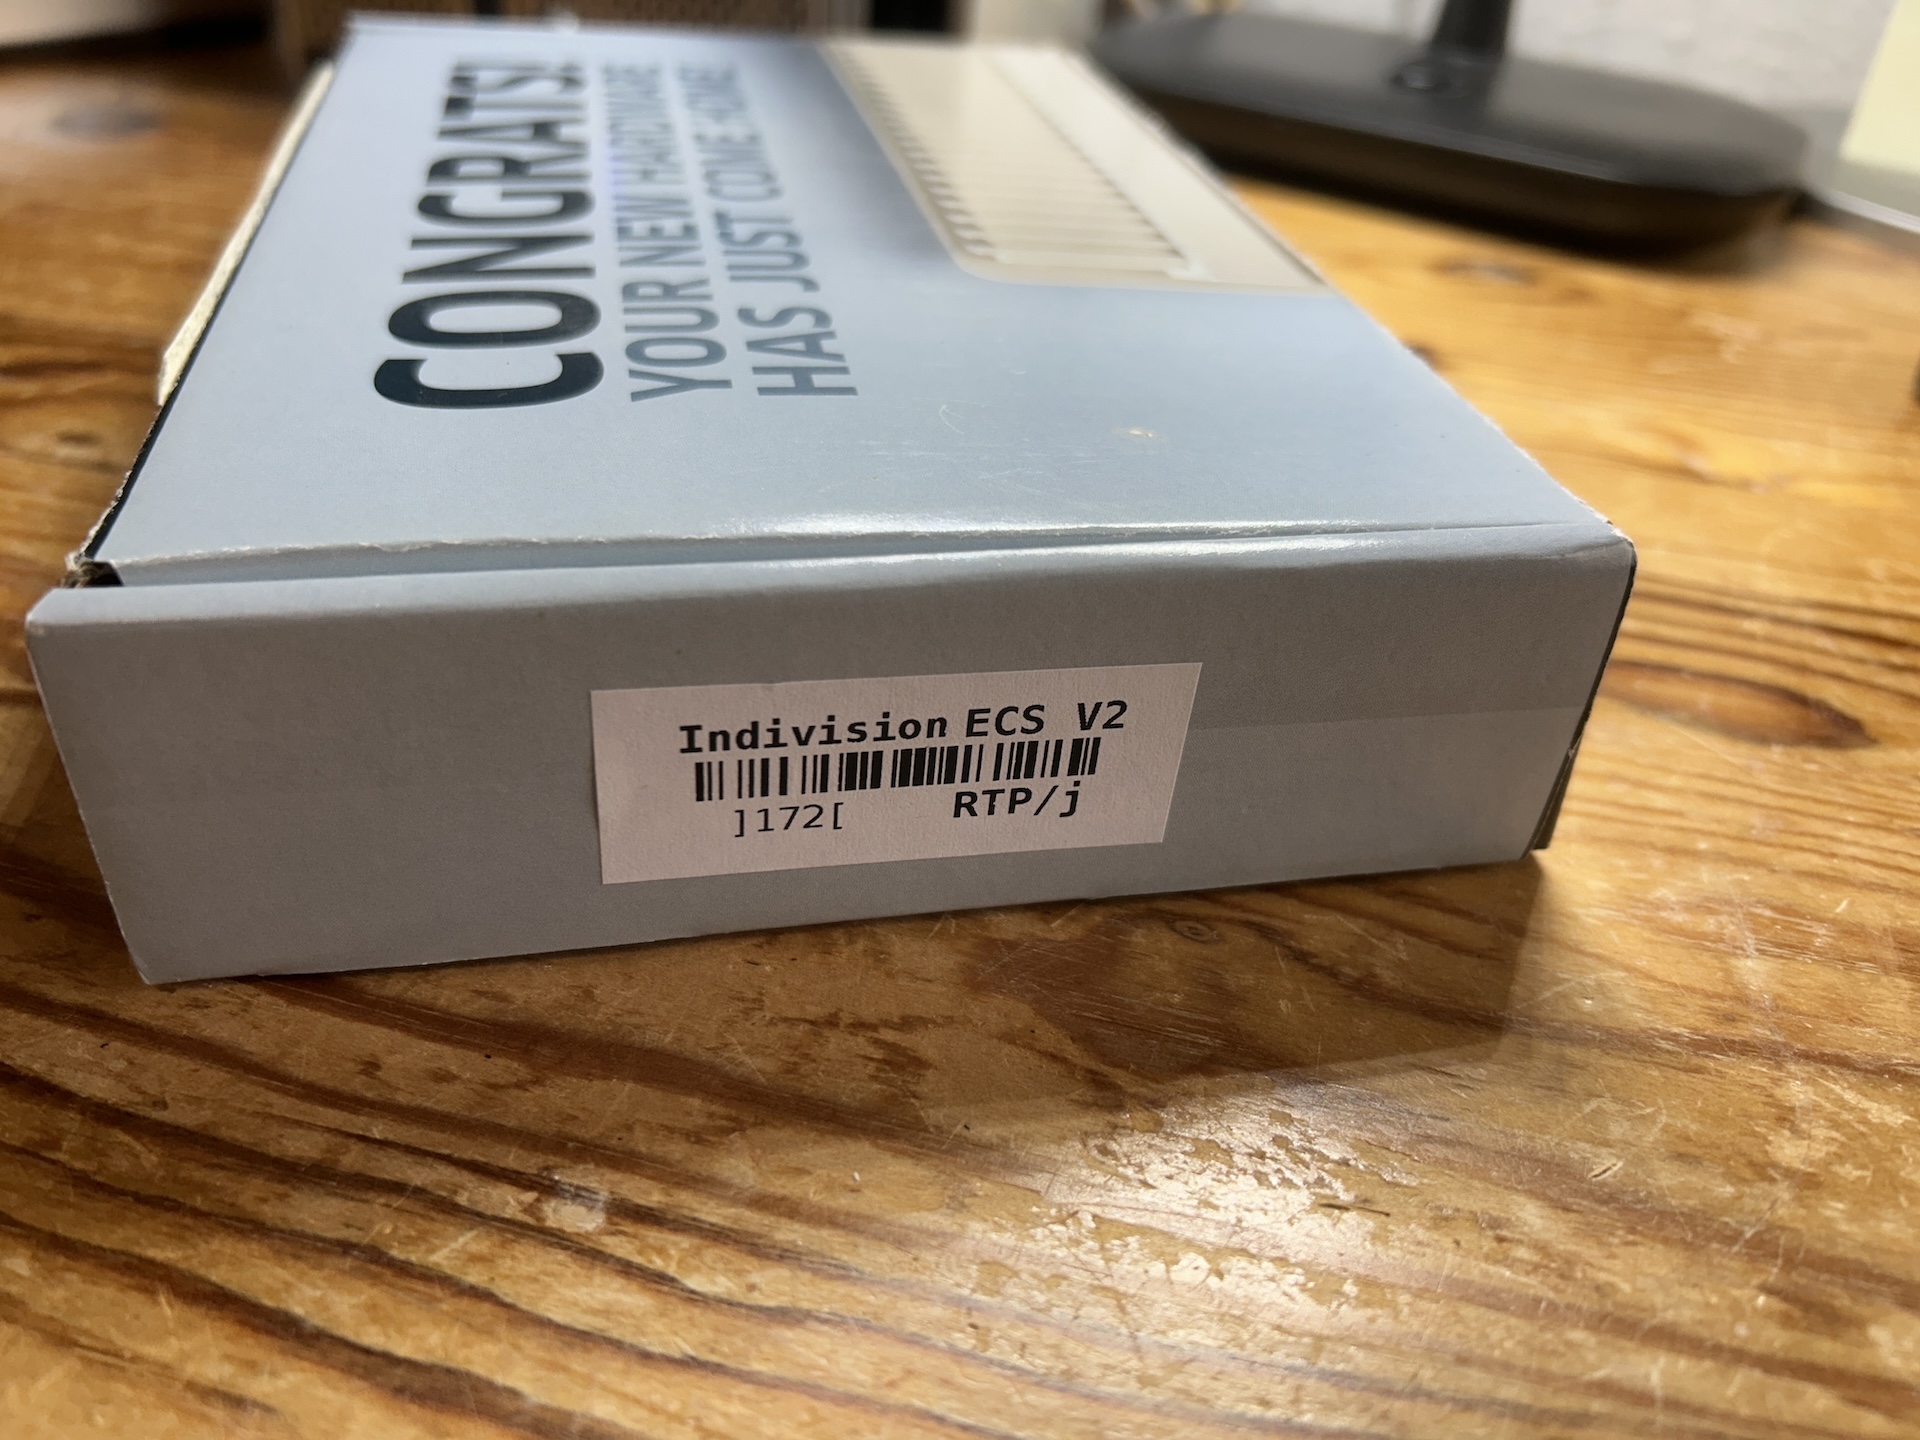 CONGRATS!
YOUR NEW HARDWARE
HAS JUST COME HOME!
Indivision ECS V2
]172[ RTP/j